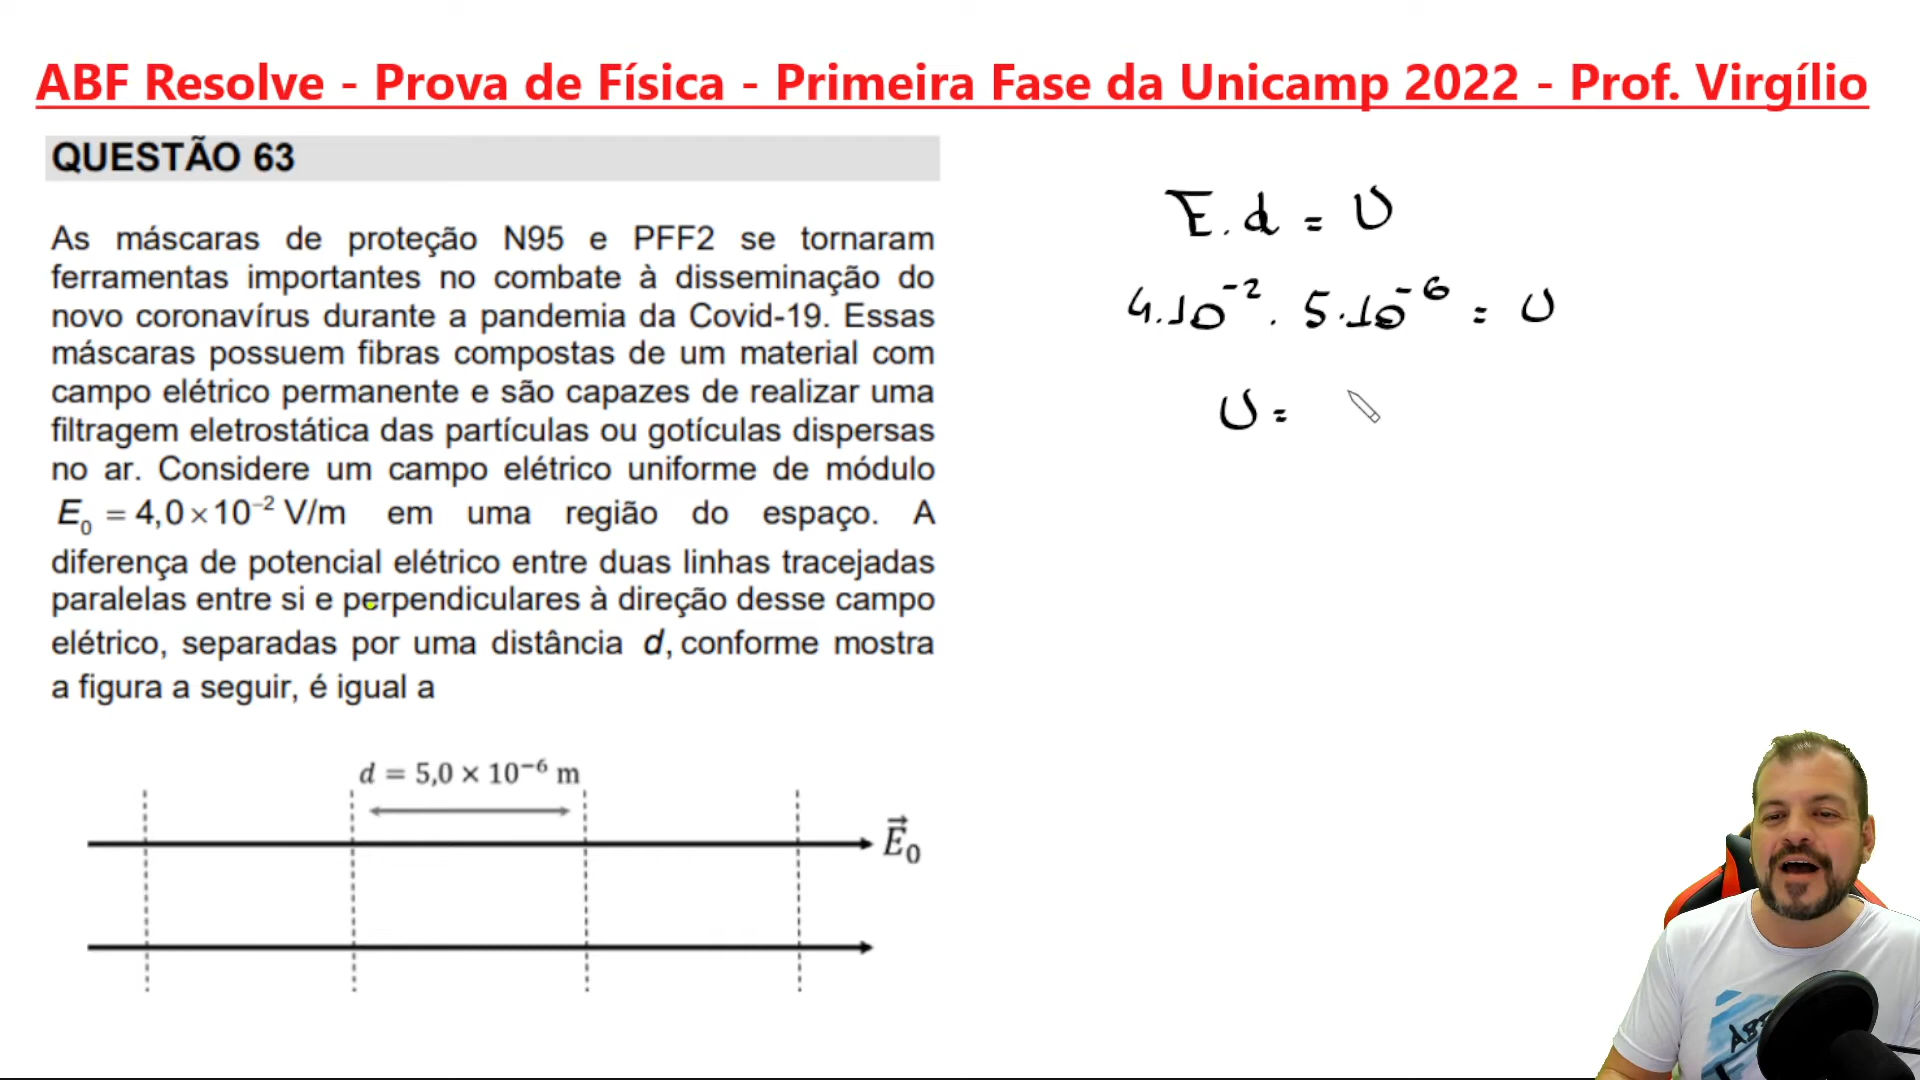 ABF Resolve - Prova de Física - Primeira Fase da Unicamp 2022 - Prof. Virgílio
QUESTÃO 63
As máscaras de proteção N95 e PFF2 se tornaram
ferramentas importantes no combate à disseminação do
novo coronavírus durante a pandemia da Covid-19. Essas
máscaras possuem fibras compostas de um material com
campo elétrico permanente e são capazes de realizar uma
filtragem eletrostática das partículas ou gotículas dispersas
no ar. Considere um campo elétrico uniforme de módulo
E₀ = 4,0×10⁻² V/m em uma região do espaço. A
diferença de potencial elétrico entre duas linhas tracejadas
paralelas entre si e perpendiculares à direção desse campo
elétrico, separadas por uma distância d, conforme mostra
a figura a seguir, é igual a
d = 5,0 × 10⁻⁶ m
E⃗₀
E.d = U
4.10⁻² . 5.10⁻⁶ = U
U =